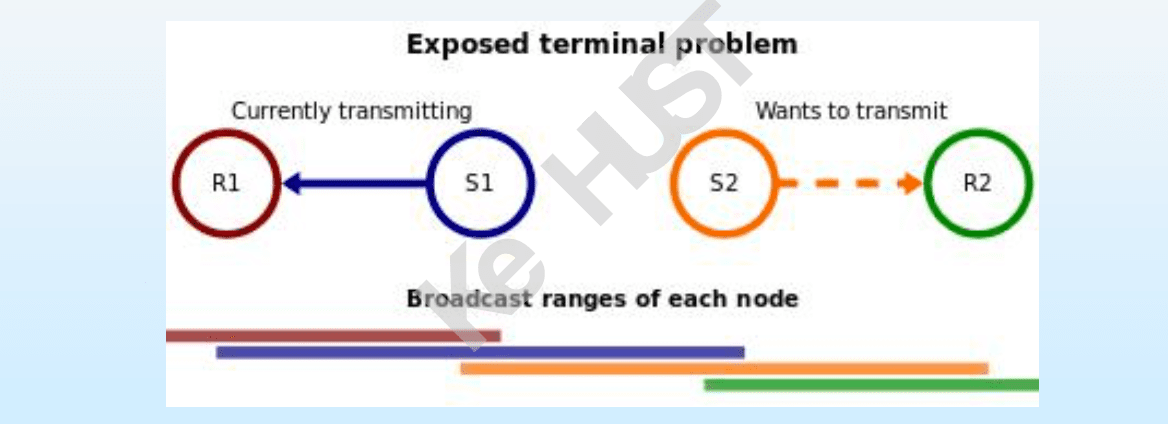 Exposed terminal problem
Currently transmitting
Wants to transmit
R1
S1
S2
R2
Broadcast ranges of each node
Ke HUST